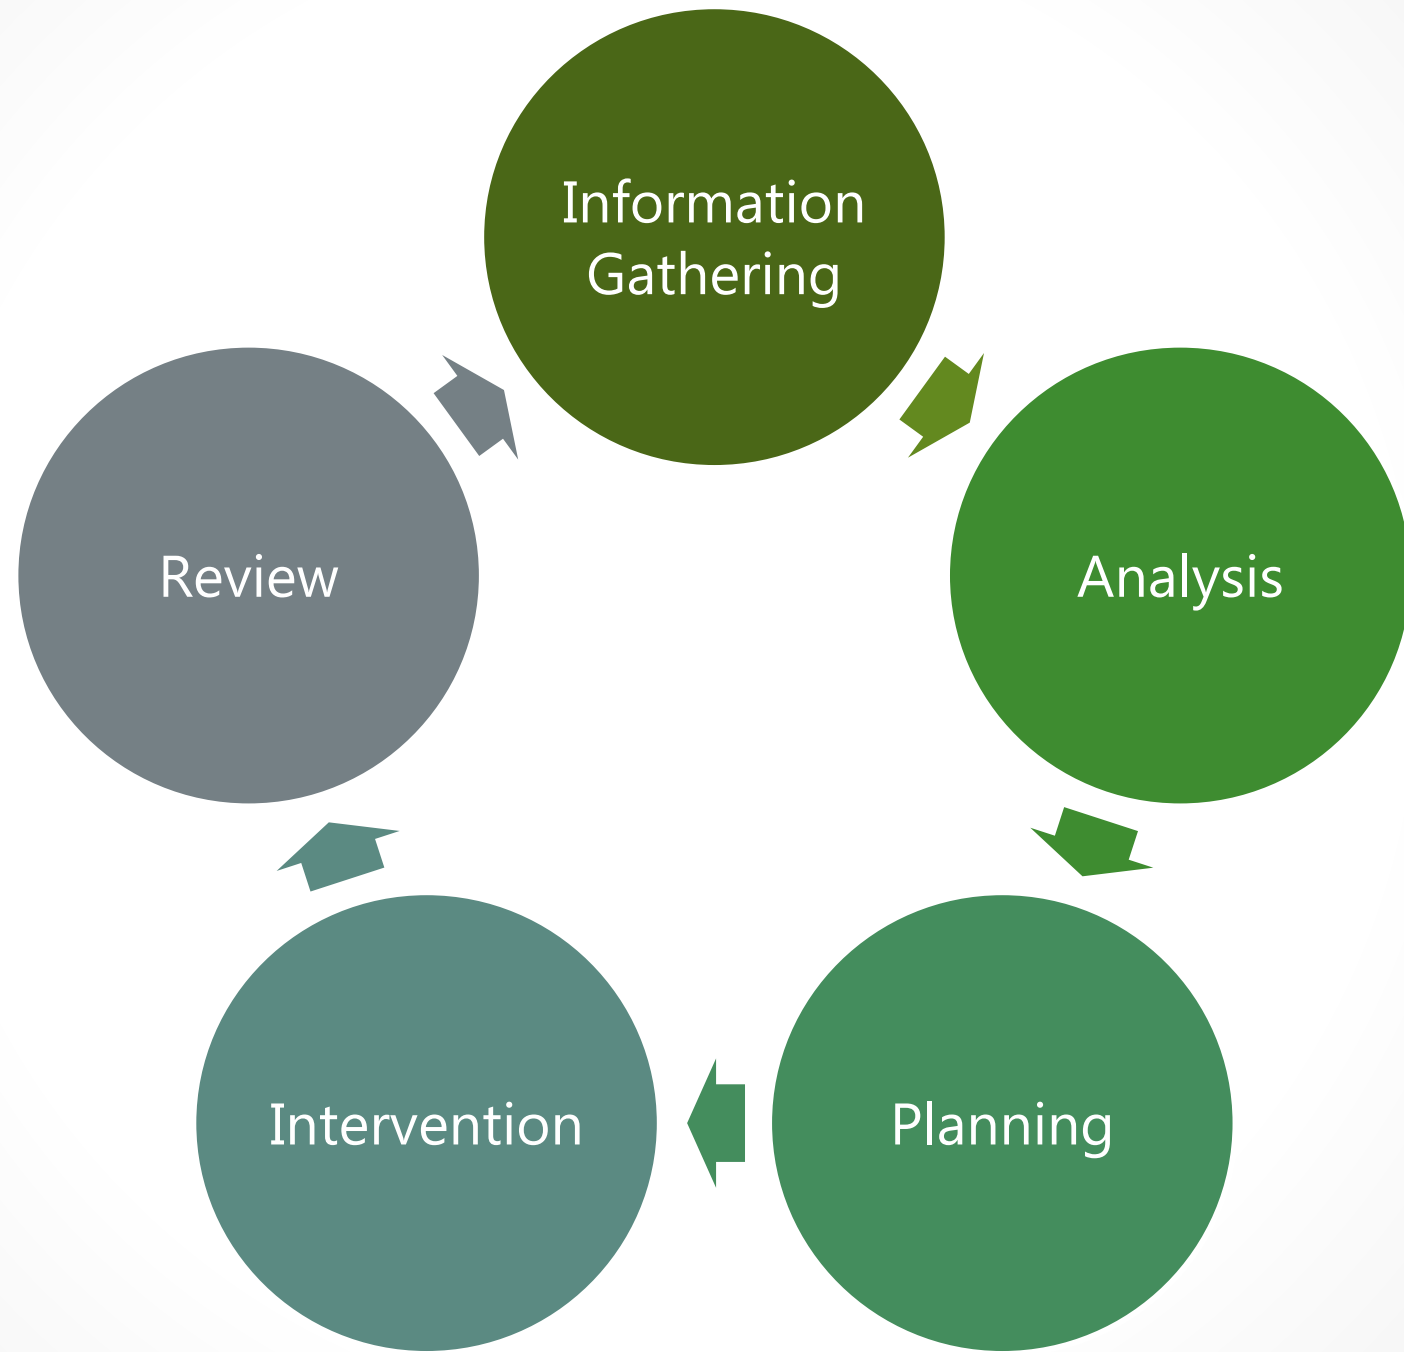 Information
Gathering
Analysis
Planning
Intervention
Review